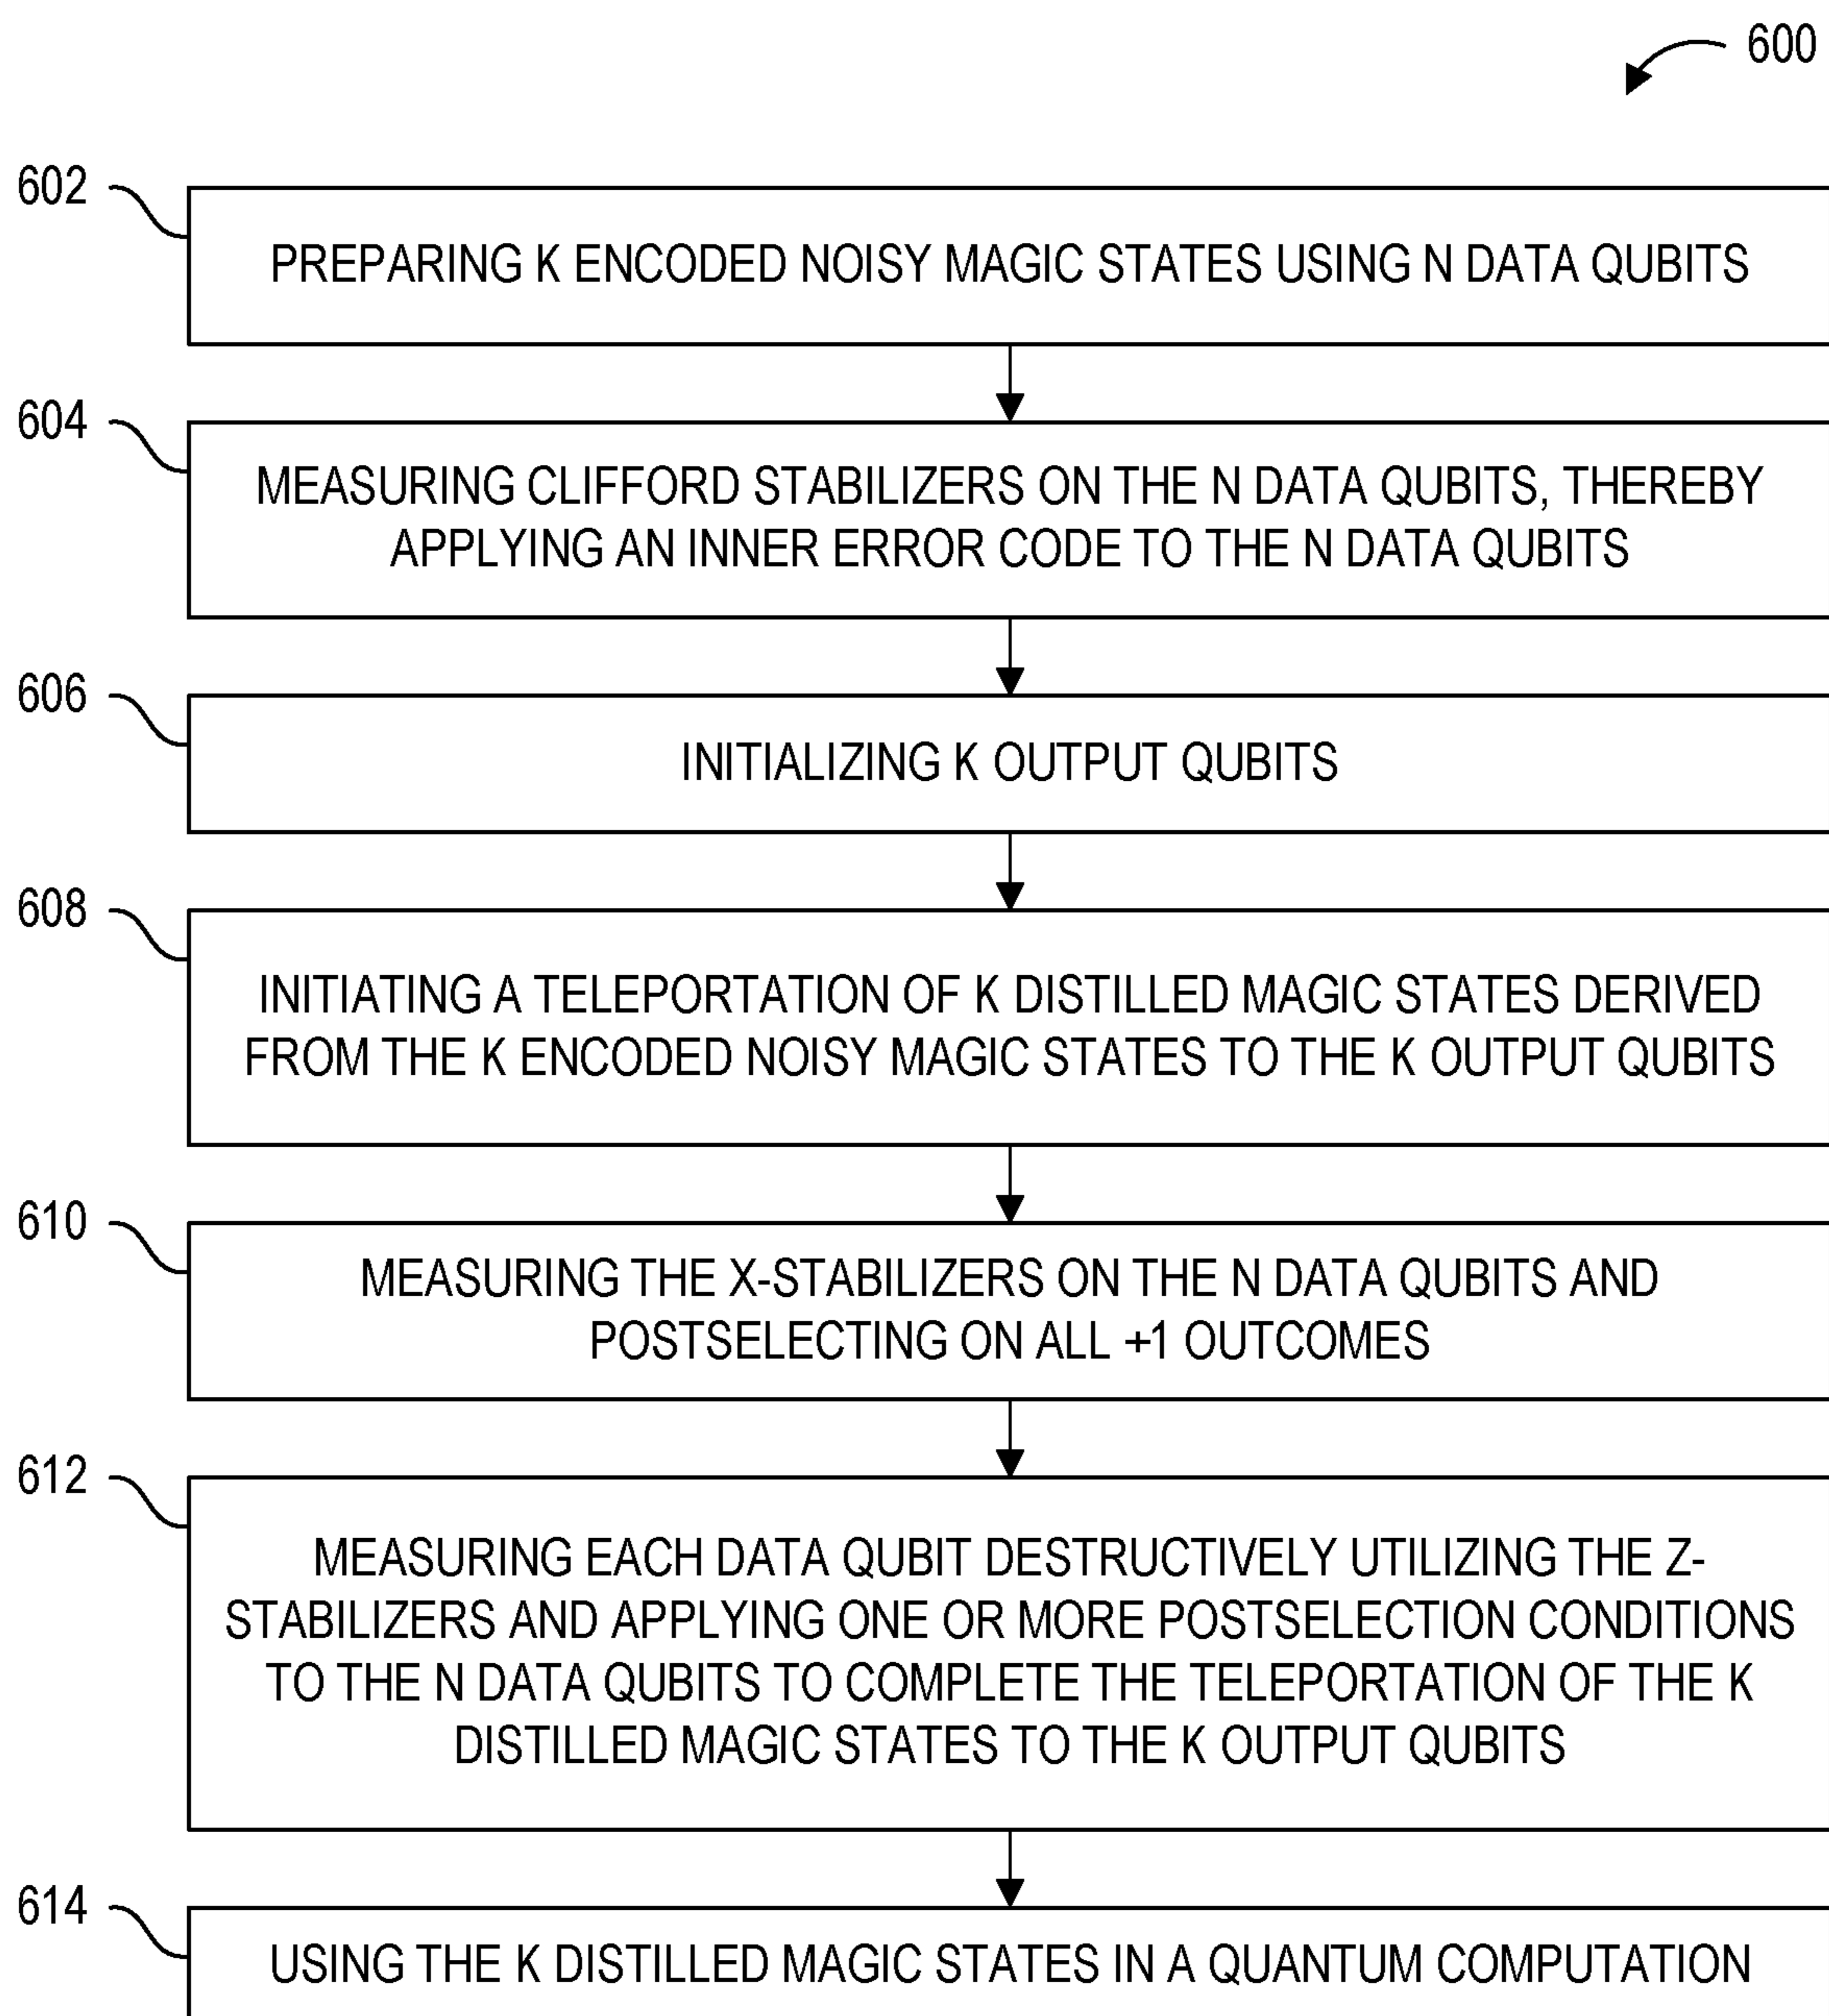 600
602
PREPARING K ENCODED NOISY MAGIC STATES USING N DATA QUBITS
604
MEASURING CLIFFORD STABILIZERS ON THE N DATA QUBITS, THEREBY
APPLYING AN INNER ERROR CODE TO THE N DATA QUBITS
606
INITIALIZING K OUTPUT QUBITS
608
INITIATING A TELEPORTATION OF K DISTILLED MAGIC STATES DERIVED
FROM THE K ENCODED NOISY MAGIC STATES TO THE K OUTPUT QUBITS
610
MEASURING THE X-STABILIZERS ON THE N DATA QUBITS AND
POSTSELECTING ON ALL +1 OUTCOMES
612
MEASURING EACH DATA QUBIT DESTRUCTIVELY UTILIZING THE Z-
STABILIZERS AND APPLYING ONE OR MORE POSTSELECTION CONDITIONS
TO THE N DATA QUBITS TO COMPLETE THE TELEPORTATION OF THE K
DISTILLED MAGIC STATES TO THE K OUTPUT QUBITS
614
USING THE K DISTILLED MAGIC STATES IN A QUANTUM COMPUTATION